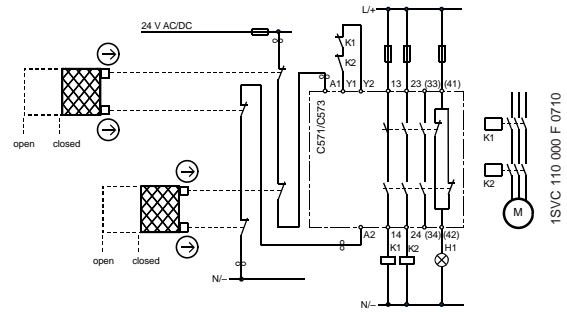 L/+
24 V AC/DC
K1
K2
A1 Y1 Y2 13 23 (33) (41)
C571/C573
open closed
K1
K2
M
open closed
A2 14 24 (34) (42)
K1 K2 H1
N/–
N/–
1SVC 110 000 F 0710